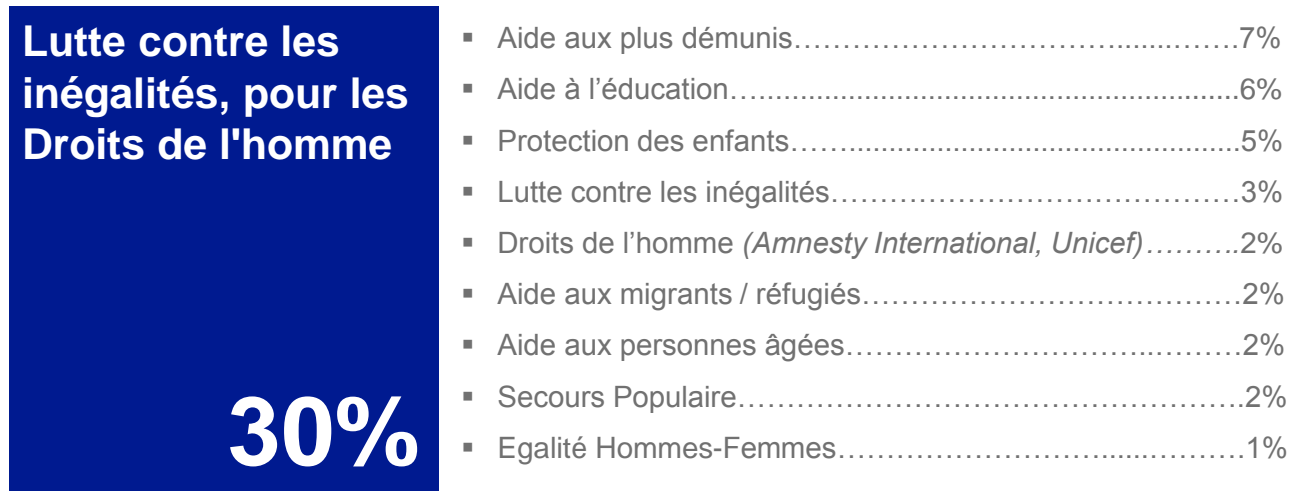 Lutte contre les
inégalités, pour les
Droits de l'homme
30%
▪ Aide aux plus démunis…………………………........…….7%
▪ Aide à l’éducation….....................................................................6%
▪ Protection des enfants……........................................................5%
▪ Lutte contre les inégalités……………………………………3%
▪ Droits de l’homme (Amnesty International, Unicef)……….2%
▪ Aide aux migrants / réfugiés…………………………………2%
▪ Aide aux personnes âgées…………………………..………2%
▪ Secours Populaire……………………………………………….2%
▪ Egalité Hommes-Femmes……………………......………1%